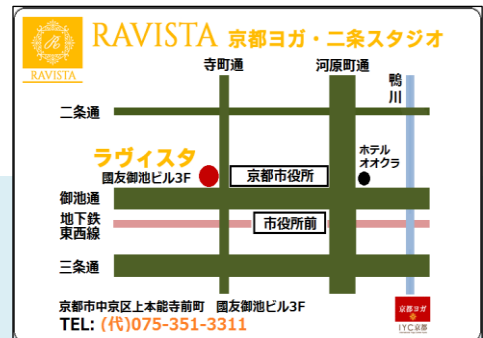 RAVISTA 京都ヨガ・二条スタジオ
RAVISTA
寺町通
河原町通
鴨川
二条通
ラヴィスタ
國友御池ビル3F
京都市役所
ホテル
オオクラ
御池通
地下鉄
東西線
市役所前
三条通
京都市中京区上本能寺前町 國友御池ビル3F
TEL: (代)075-351-3311
京都ヨガ
IYC京都